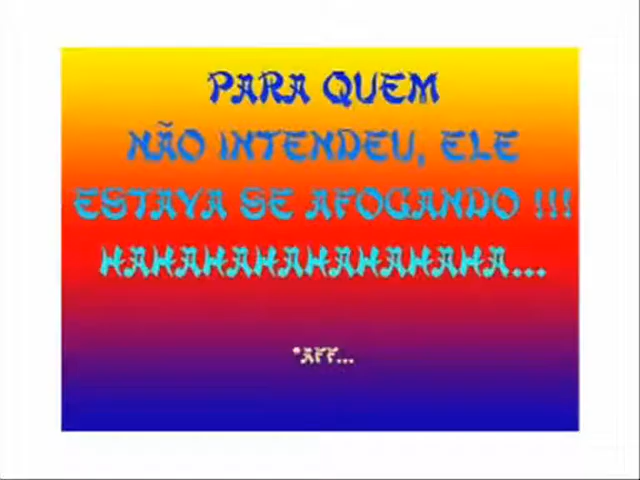 PARA QUEM
NÃO INTENDEU, ELE
ESTAVA SE AFOGANDO !!!
HAHAHAHAHAHAHAHA...
*AFF...